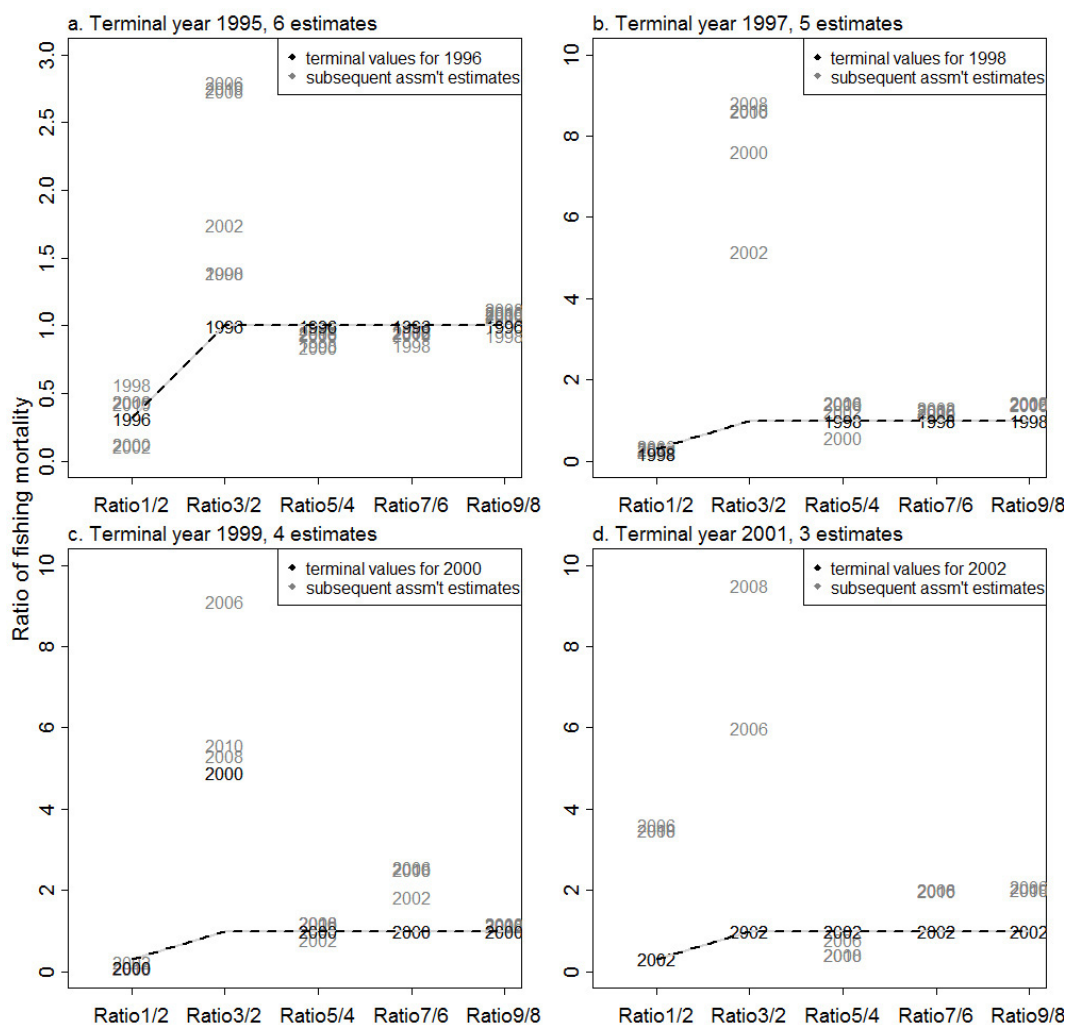 a. Terminal year 1995, 6 estimates
terminal values for 1996
subsequent assm't estimates
3.0
2.5
2.0
1.5
1.0
0.5
0.0
2006
2008
2002
1998
1996
1996
1996
1996
1998
1998
1998
2000
1996
2002
Ratio1/2
Ratio3/2
Ratio5/4
Ratio7/6
Ratio9/8
b. Terminal year 1997, 5 estimates
terminal values for 1998
subsequent assm't estimates
10
8
6
4
2
0
2008
2000
2002
1998
1998
1998
2000
1998
Ratio1/2
Ratio3/2
Ratio5/4
Ratio7/6
Ratio9/8
Ratio of fishing mortality
c. Terminal year 1999, 4 estimates
terminal values for 2000
subsequent assm't estimates
10
8
6
4
2
0
2006
2010
2008
2000
2002
2000
2000
2002
2000
Ratio1/2
Ratio3/2
Ratio5/4
Ratio7/6
Ratio9/8
d. Terminal year 2001, 3 estimates
terminal values for 2002
subsequent assm't estimates
10
8
6
4
2
0
2008
2006
2006
2002
2002
2002
2002
2002
Ratio1/2
Ratio3/2
Ratio5/4
Ratio7/6
Ratio9/8